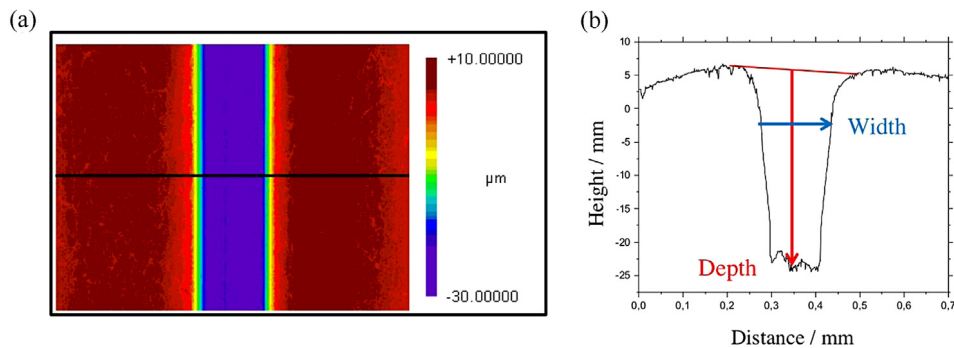 (a)
+10.00000
µm
-30.00000
(b)
Height / mm
10
5
0
-5
-10
-15
-20
-25
Width
Depth
0,0 0,1 0,2 0,3 0,4 0,5 0,6 0,7
Distance / mm